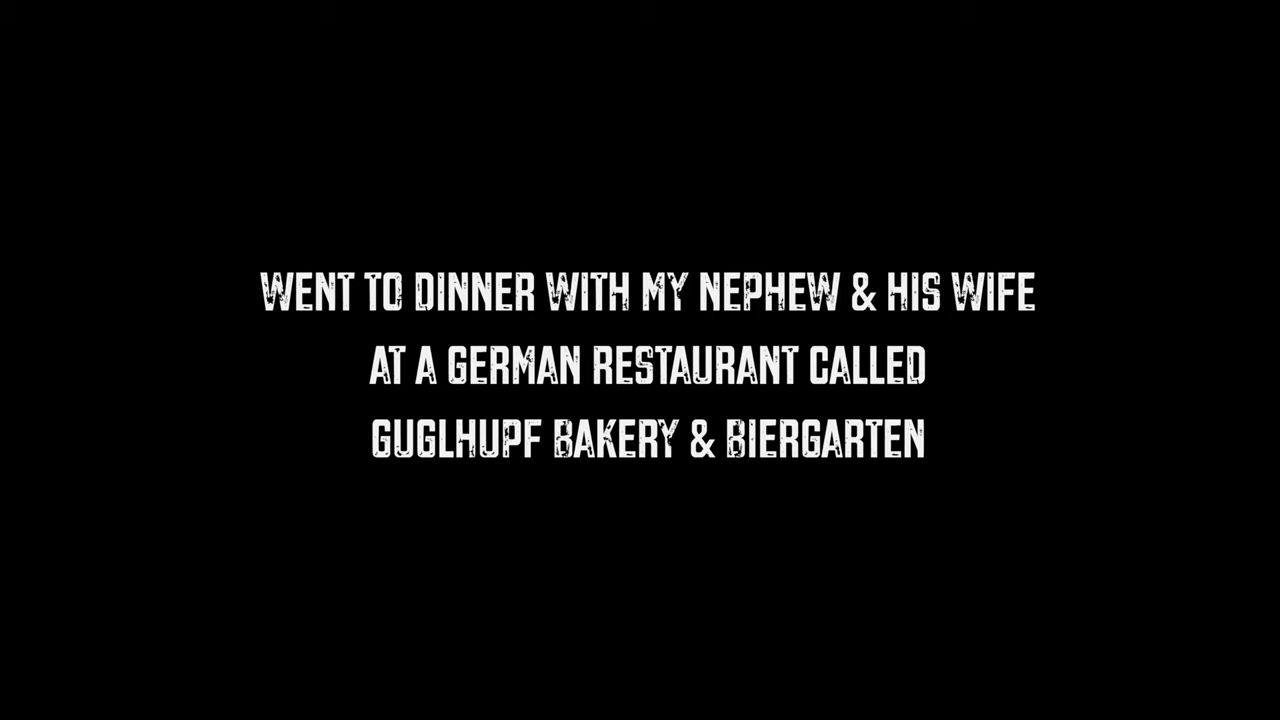 WENT TO DINNER WITH MY NEPHEW & HIS WIFE
AT A GERMAN RESTAURANT CALLED
GUGLHUPF BAKERY & BIERGARTEN